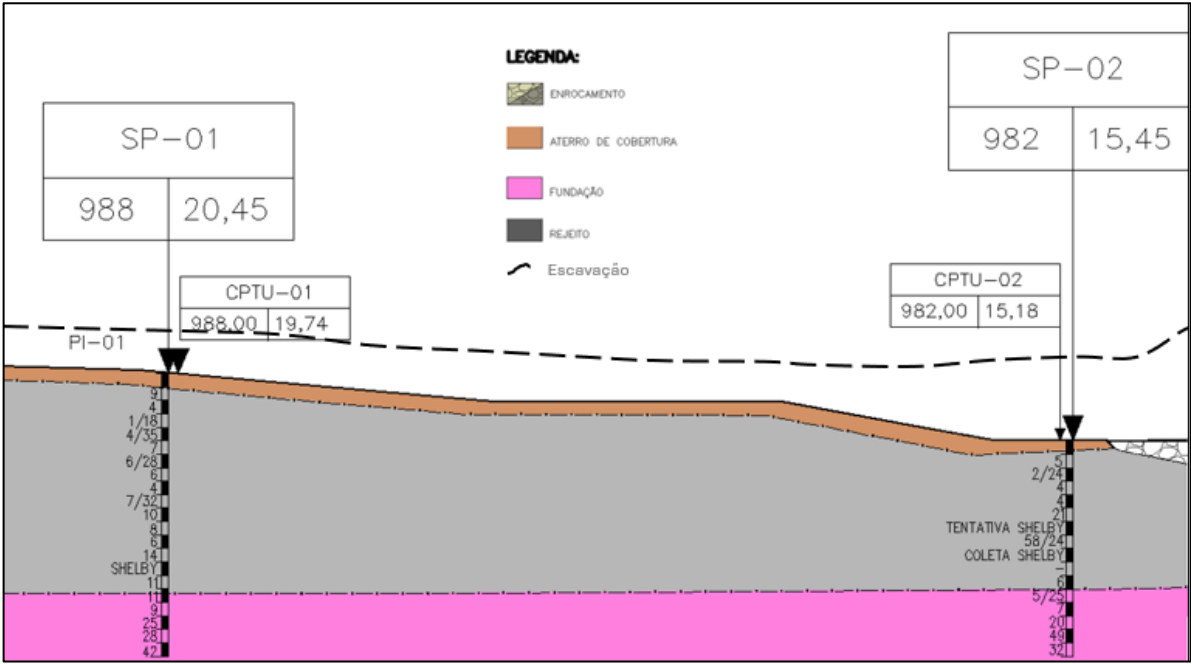 LEGENDA:
ENROCAMENTO
ATERRO DE COBERTURA
FUNDAÇÃO
REJEITO
Escavação
SP-01
988 20,45
CPTU-01
988.00 19,74
PI-01
9
4
1/18
4/35
7
6/28
6
4
7/32
10
8
6
14
SHELBY
11
11
9
25
28
42
SP-02
982 15,45
CPTU-02
982,00 15,18
5
2/24
4
4
2
TENTATIVA SHELBY
58/24
COLETA SHELBY
-
6
5/25
7
20
49
32